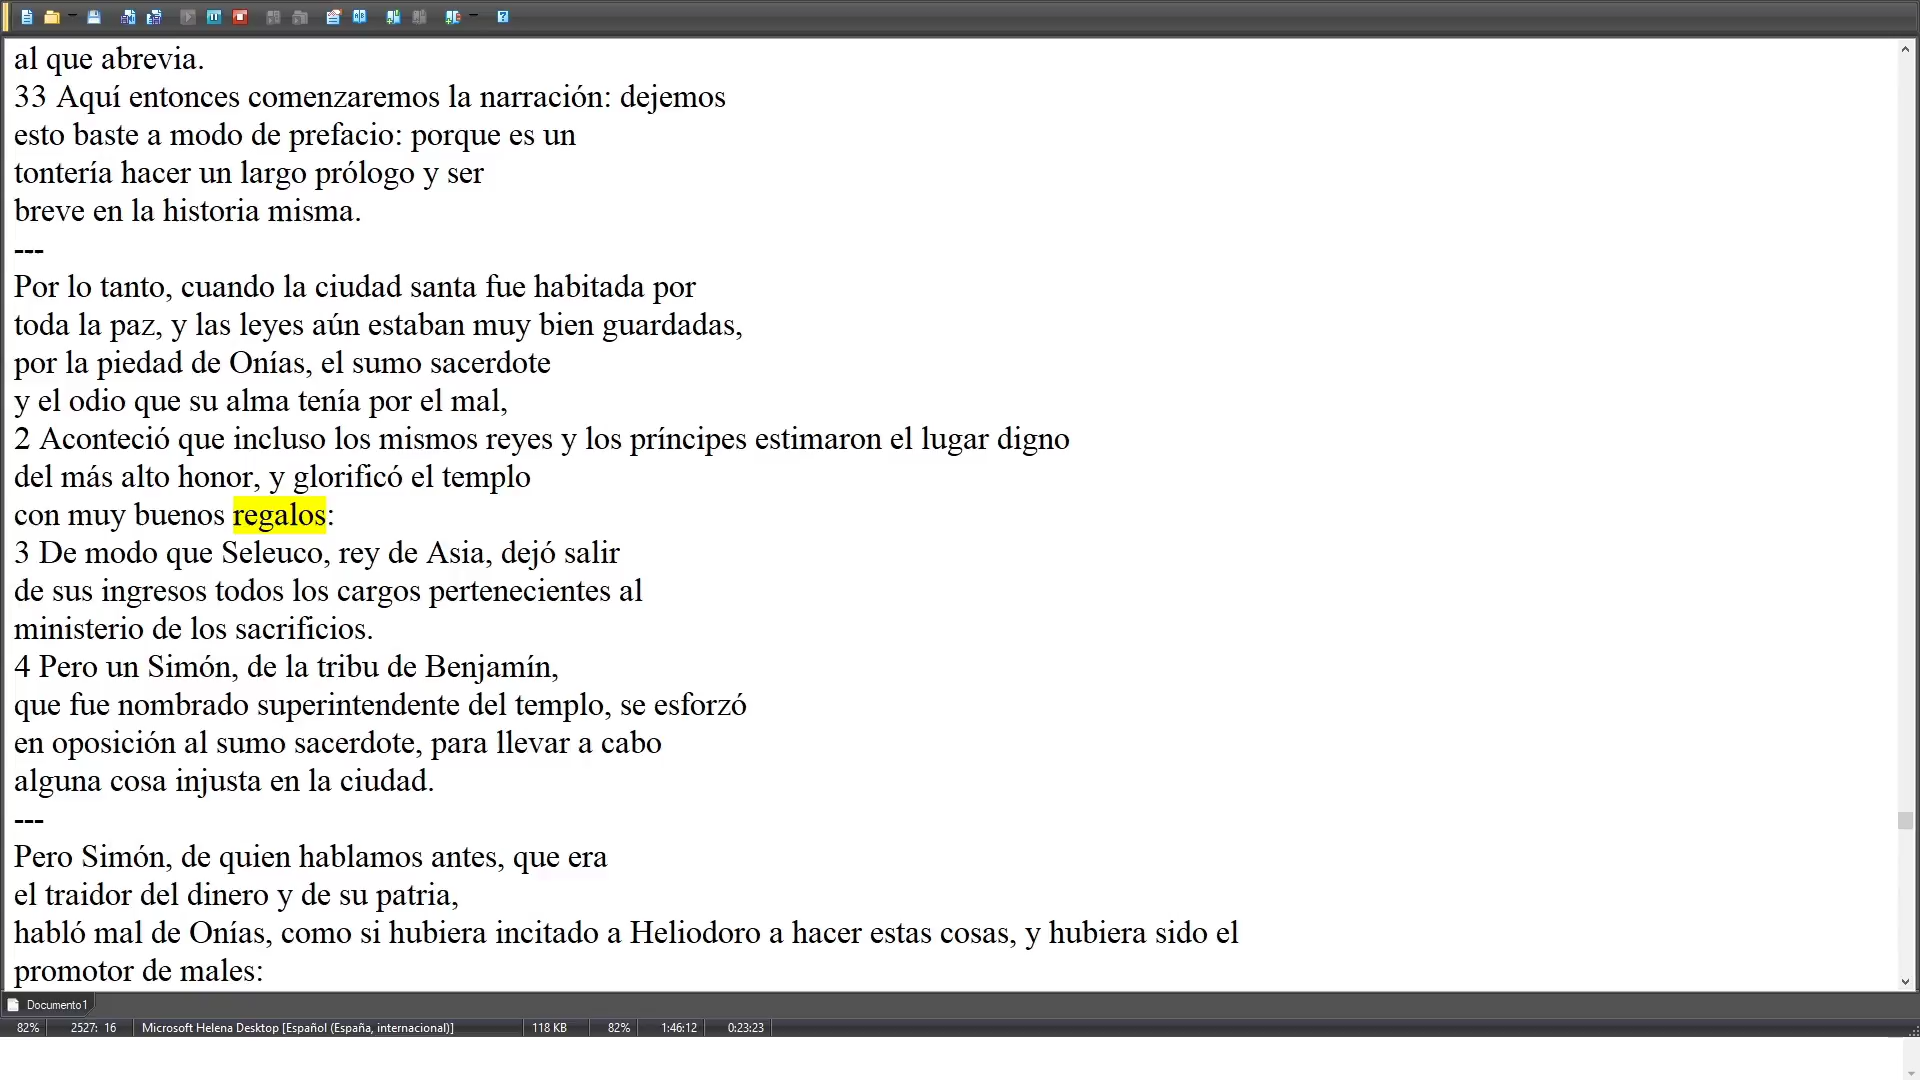 al que abrevia.
33 Aquí entonces comenzaremos la narración: dejemos
esto baste a modo de prefacio: porque es un
tontería hacer un largo prólogo y ser
breve en la historia misma.
---
Por lo tanto, cuando la ciudad santa fue habitada por
toda la paz, y las leyes aún estaban muy bien guardadas,
por la piedad de Onías, el sumo sacerdote
y el odio que su alma tenía por el mal,
2 Aconteció que incluso los mismos reyes y los príncipes estimaron el lugar digno
del más alto honor, y glorificó el templo
con muy buenos regalos:
3 De modo que Seleuco, rey de Asia, dejó salir
de sus ingresos todos los cargos pertenecientes al
ministerio de los sacrificios.
4 Pero un Simón, de la tribu de Benjamín,
que fue nombrado superintendente del templo, se esforzó
en oposición al sumo sacerdote, para llevar a cabo
alguna cosa injusta en la ciudad.
---
Pero Simón, de quien hablamos antes, que era
el traidor del dinero y de su patria,
habló mal de Onías, como si hubiera incitado a Heliodoro a hacer estas cosas, y hubiera sido el
promotor de males:
Documento1
82% 2527: 16 Microsoft Helena Desktop [Español (España, internacional)] 118 KB 82% 1:46:12 0:23:23